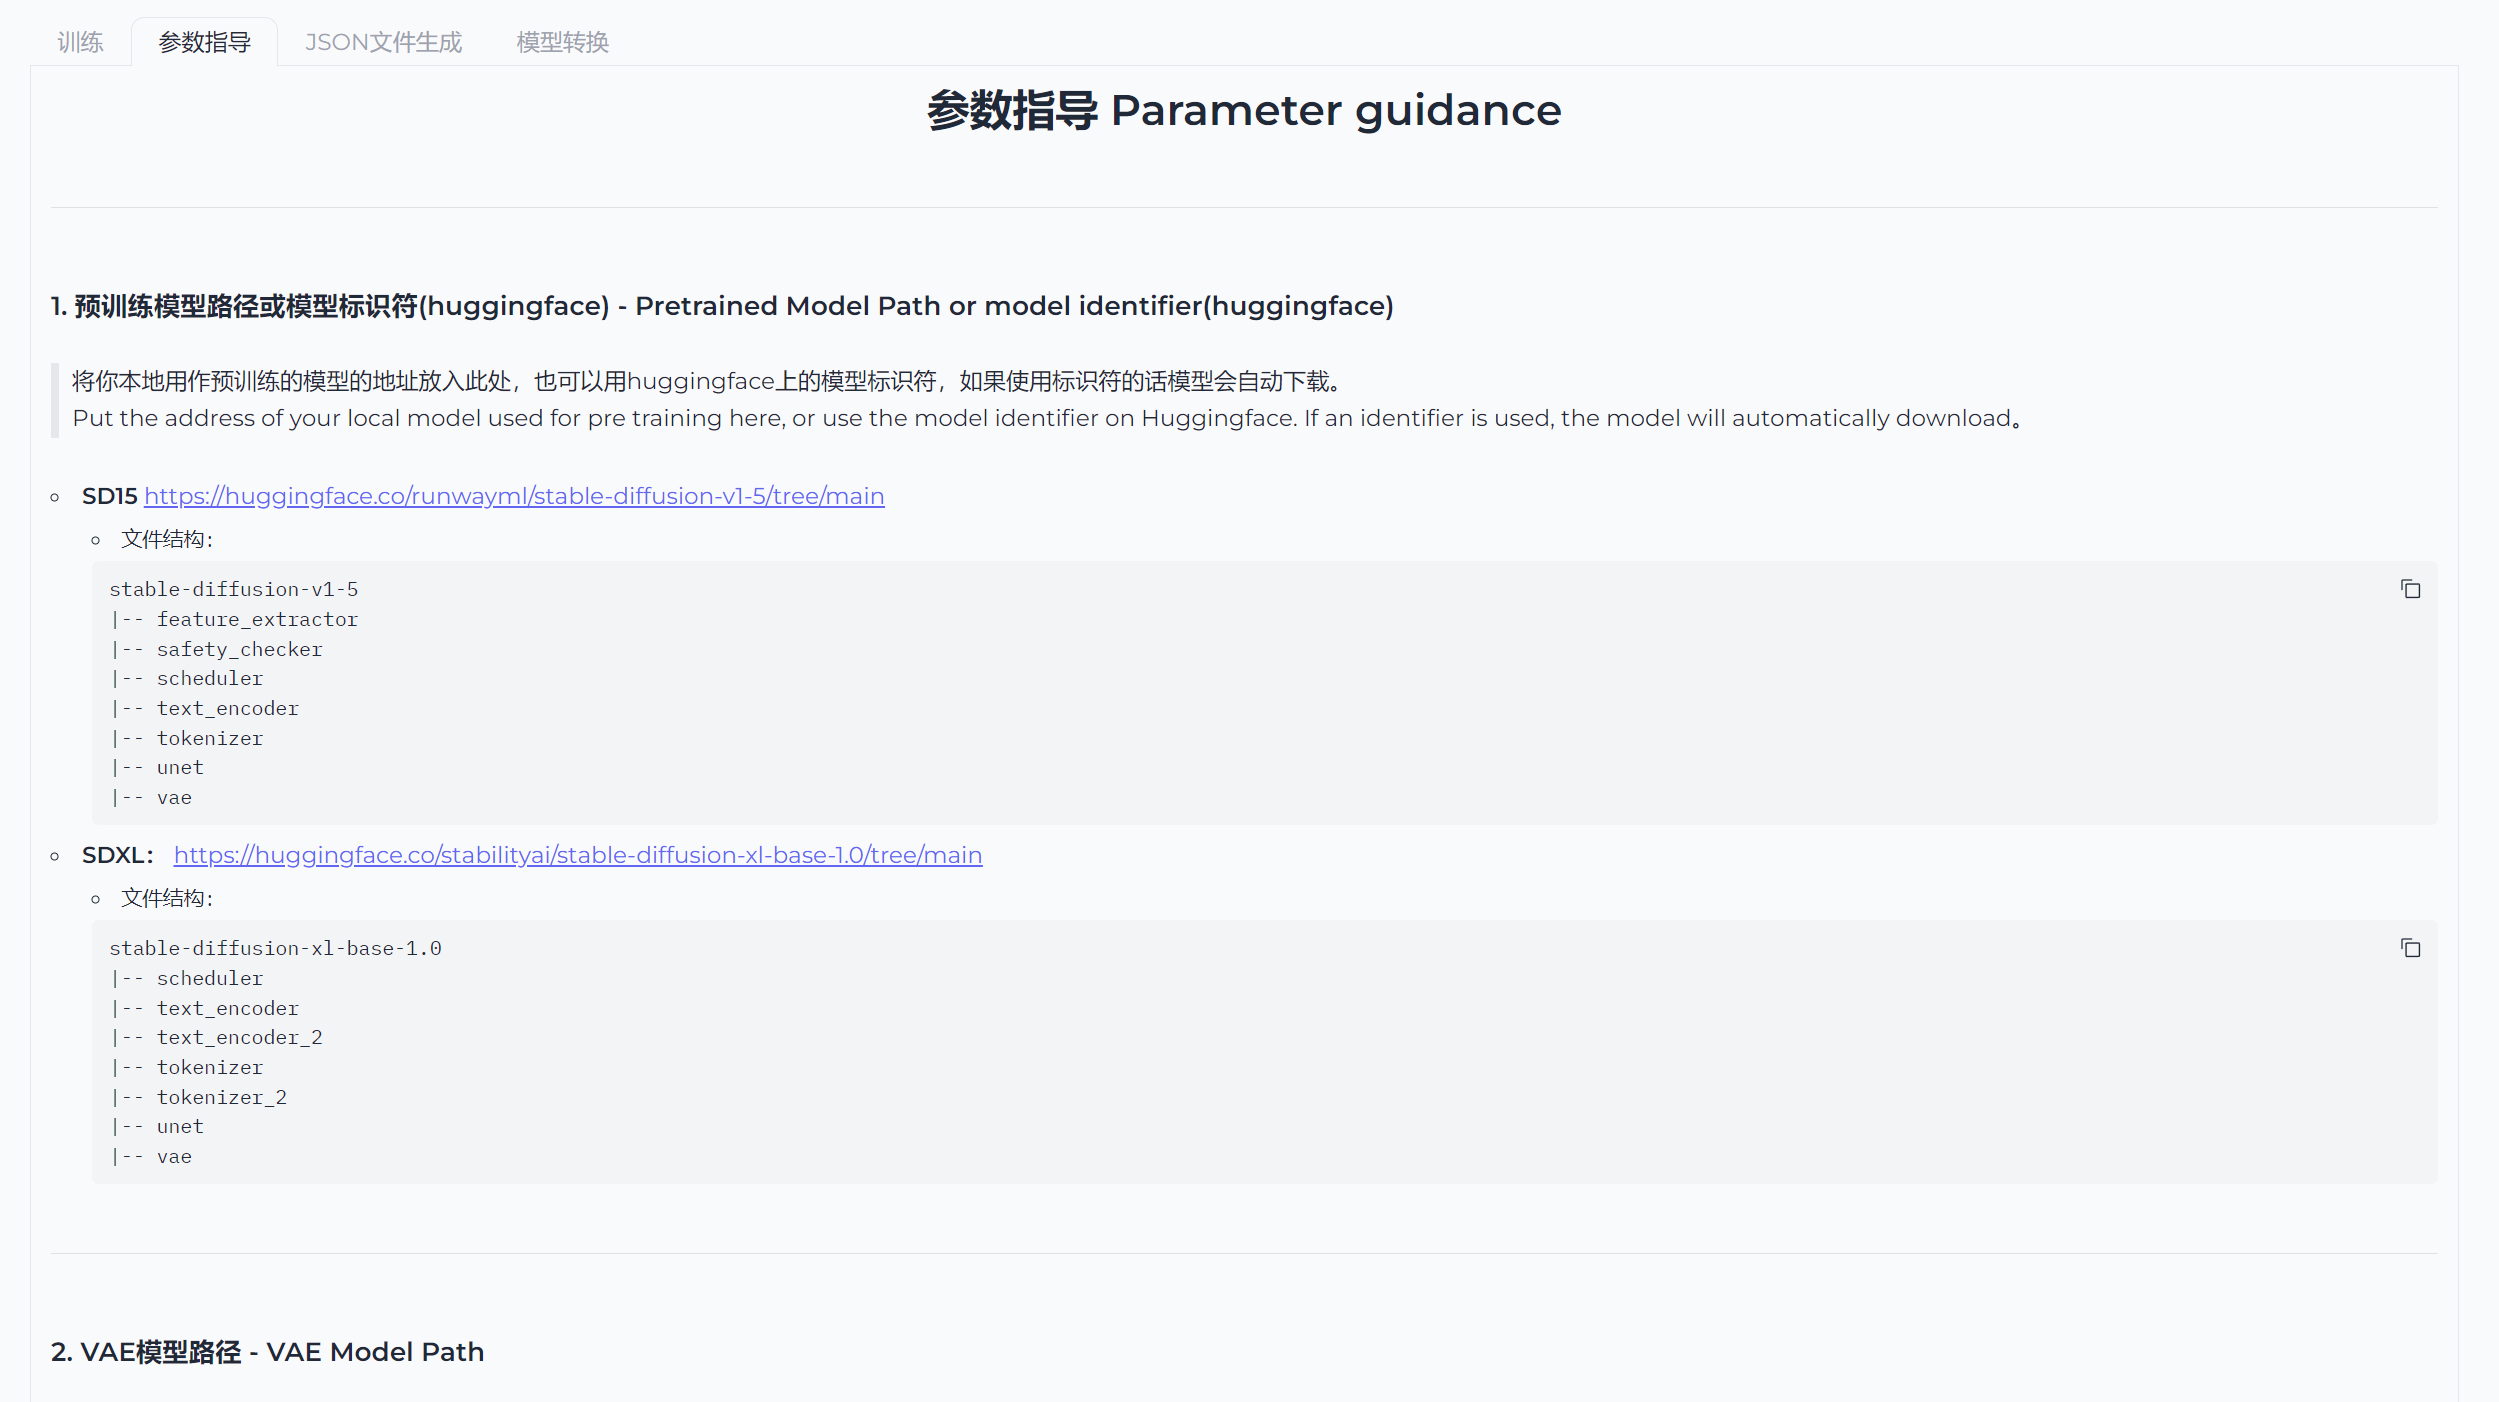 训练 参数指导 JSON文件生成 模型转换
参数指导 Parameter guidance
1. 预训练模型路径或模型标识符(huggingface) - Pretrained Model Path or model identifier(huggingface)
将你本地用作预训练的模型的地址放入此处，也可以用huggingface上的模型标识符，如果使用标识符的话模型会自动下载。
Put the address of your local model used for pre training here, or use the model identifier on Huggingface. If an identifier is used, the model will automatically download。
SD15 https://huggingface.co/runwayml/stable-diffusion-v1-5/tree/main
文件结构：
stable-diffusion-v1-5
|-- feature_extractor
|-- safety_checker
|-- scheduler
|-- text_encoder
|-- tokenizer
|-- unet
|-- vae
SDXL： https://huggingface.co/stabilityai/stable-diffusion-xl-base-1.0/tree/main
文件结构：
stable-diffusion-xl-base-1.0
|-- scheduler
|-- text_encoder
|-- text_encoder_2
|-- tokenizer
|-- tokenizer_2
|-- unet
|-- vae
2. VAE模型路径 - VAE Model Path